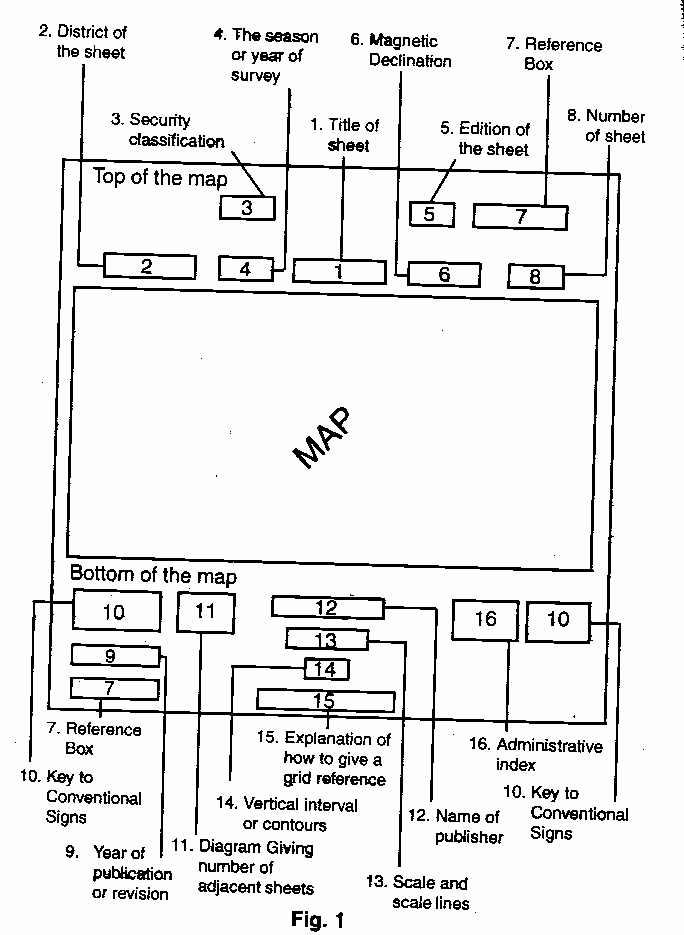 2. District of
the sheet
4. The season
or year of
survey
6. Magnetic
Declination
7. Reference
Box
3. Security
classification
1. Title of
sheet
5. Edition of
the sheet
8. Number
of sheet
Top of the map
3
5
7
2
4
1
6
8
MAP
Bottom of the map
10
11
12
16
10
13
9
14
7
15
7. Reference
Box
15. Explanation of
how to give a
grid reference
16. Administrative
index
10. Key to
Conventional
Signs
14. Vertical interval
or contours
12. Name of
publisher
10. Key to
Conventional
Signs
9. Year of
publication
or revision
11. Diagram Giving
number of
adjacent sheets
13. Scale and
scale lines
Fig. 1